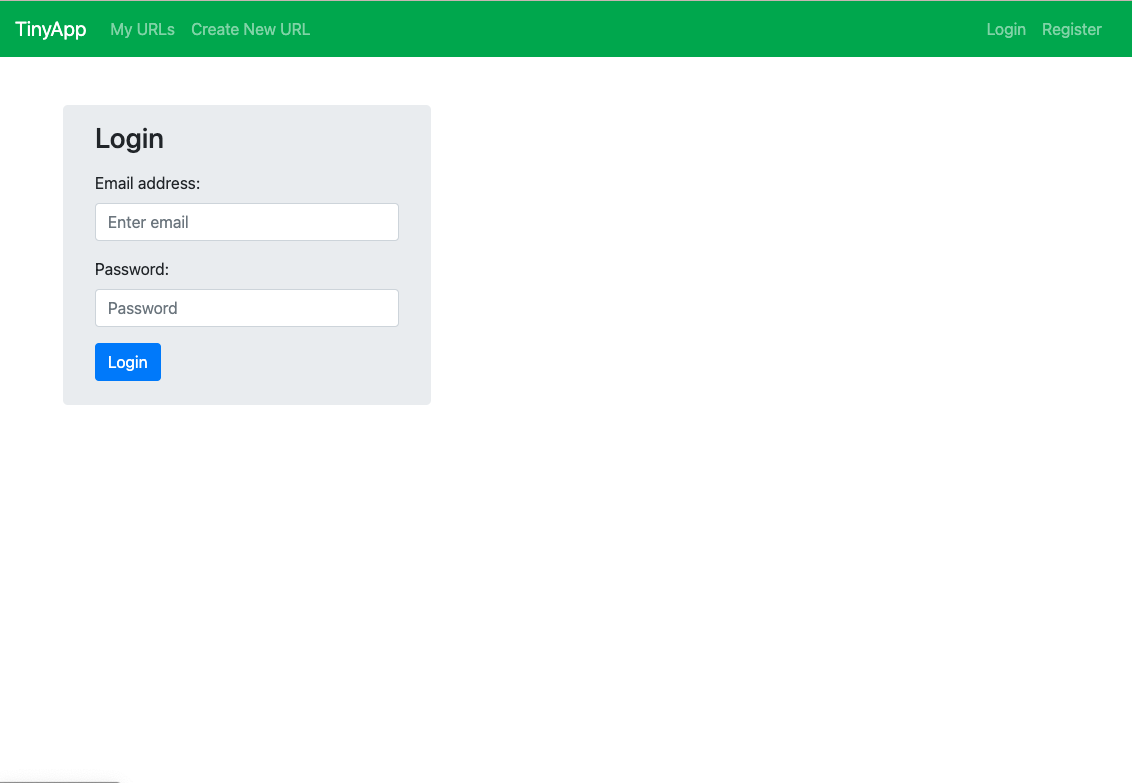 TinyApp My URLs Create New URL Login Register
Login
Email address:
Enter email
Password:
Password
Login